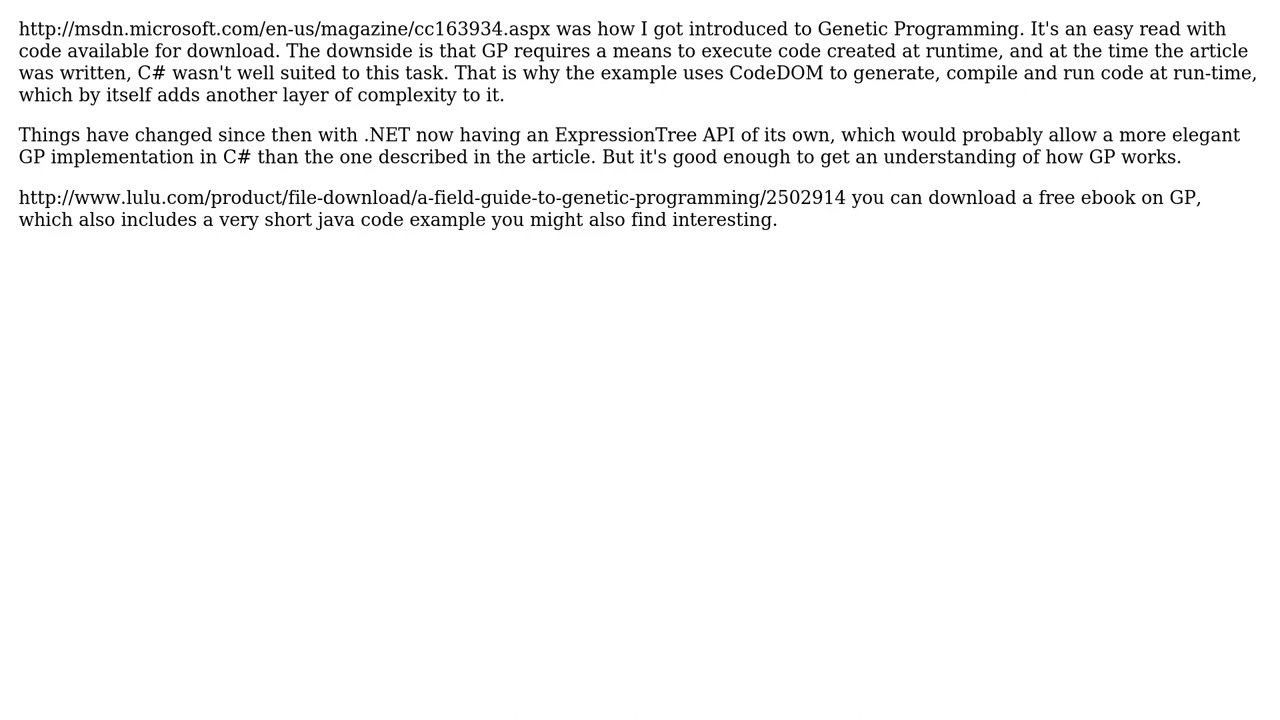 http://msdn.microsoft.com/en-us/magazine/cc163934.aspx was how I got introduced to Genetic Programming. It's an easy read with
code available for download. The downside is that GP requires a means to execute code created at runtime, and at the time the article
was written, C# wasn't well suited to this task. That is why the example uses CodeDOM to generate, compile and run code at run-time,
which by itself adds another layer of complexity to it.
Things have changed since then with .NET now having an ExpressionTree API of its own, which would probably allow a more elegant
GP implementation in C# than the one described in the article. But it's good enough to get an understanding of how GP works.
http://www.lulu.com/product/file-download/a-field-guide-to-genetic-programming/2502914 you can download a free ebook on GP,
which also includes a very short java code example you might also find interesting.